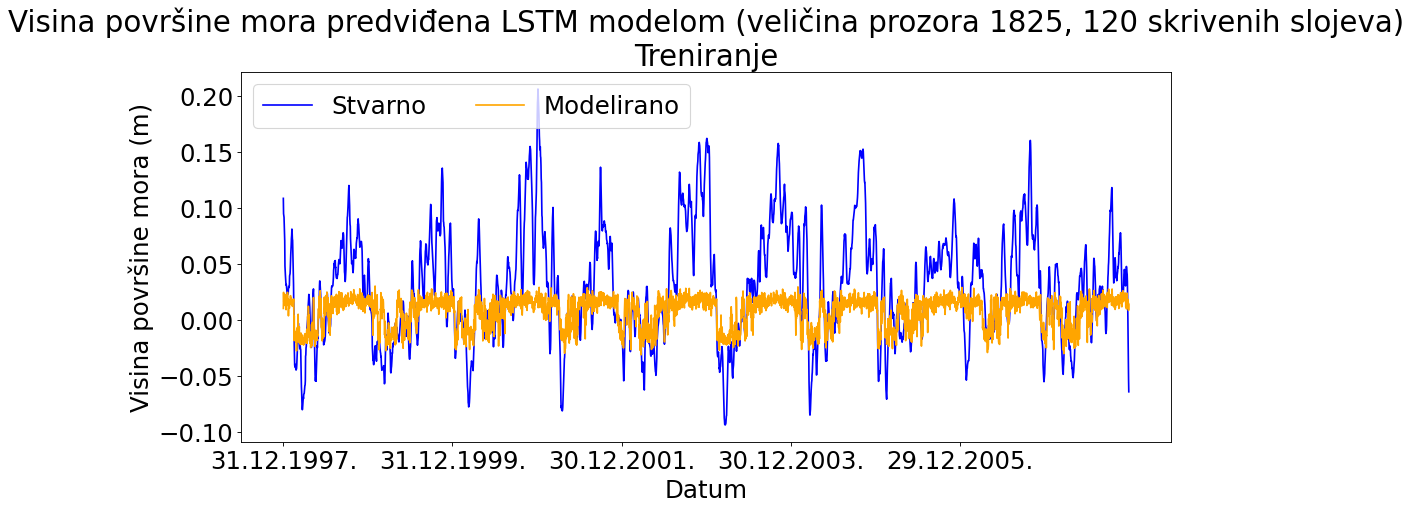 Visina površine mora predviđena LSTM modelom (veličina prozora 1825, 120 skrivenih slojeva)
Treniranje
Stvarno Modelirano
Visina površine mora (m)
0.20
0.15
0.10
0.05
0.00
−0.05
−0.10
31.12.1997. 31.12.1999. 30.12.2001. 30.12.2003. 29.12.2005.
Datum